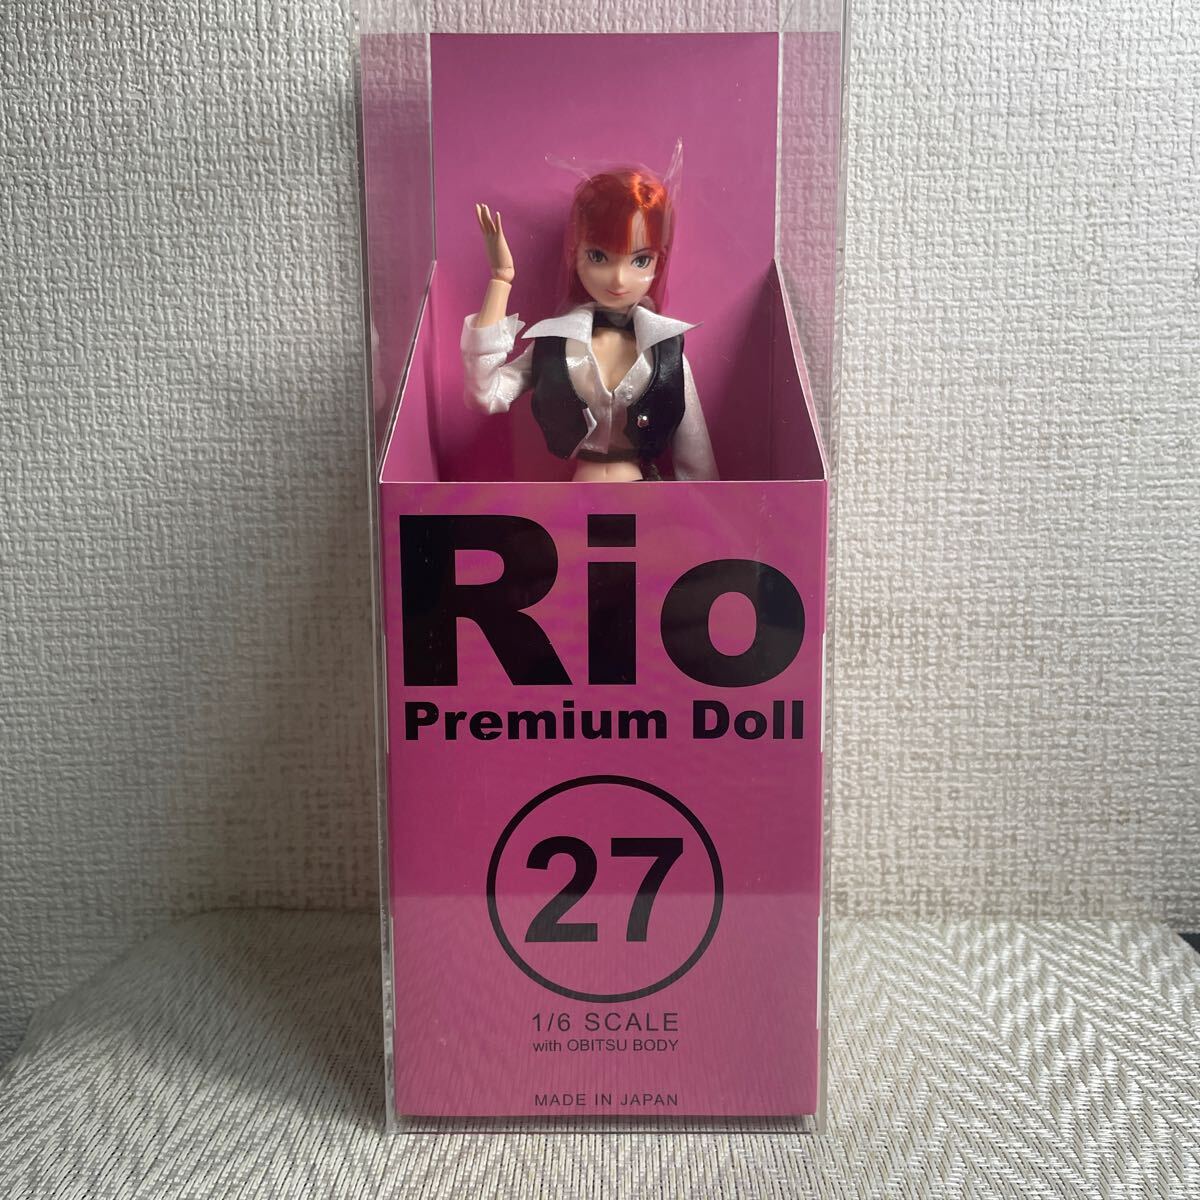 Rio
Premium Doll
27
1/6 SCALE
with OBITSU BODY
MADE IN JAPAN